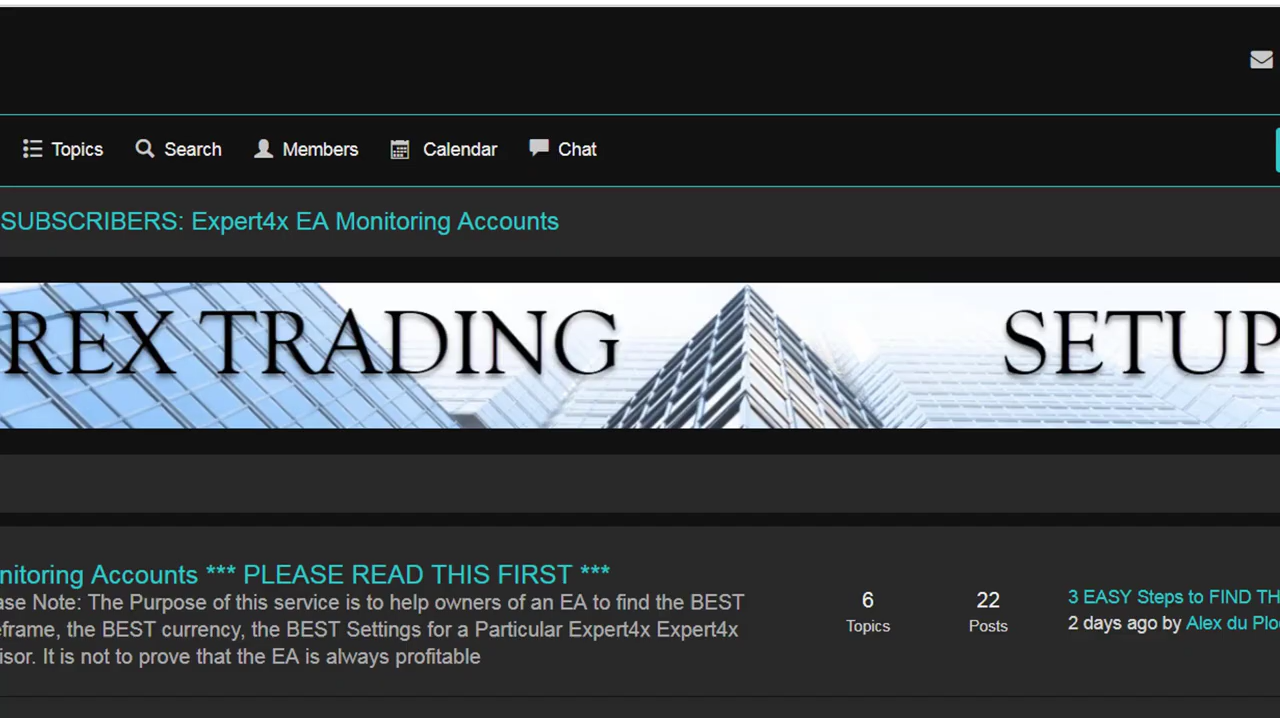 Topics Search Members Calendar Chat
SUBSCRIBERS: Expert4x EA Monitoring Accounts
REX TRADING SETUP
nitoring Accounts *** PLEASE READ THIS FIRST ***
ase Note: The Purpose of this service is to help owners of an EA to find the BEST
eframe, the BEST currency, the BEST Settings for a Particular Expert4x Expert4x
isor. It is not to prove that the EA is always profitable
6
Topics
22
Posts
3 EASY Steps to FIND TH
2 days ago by Alex du Plo